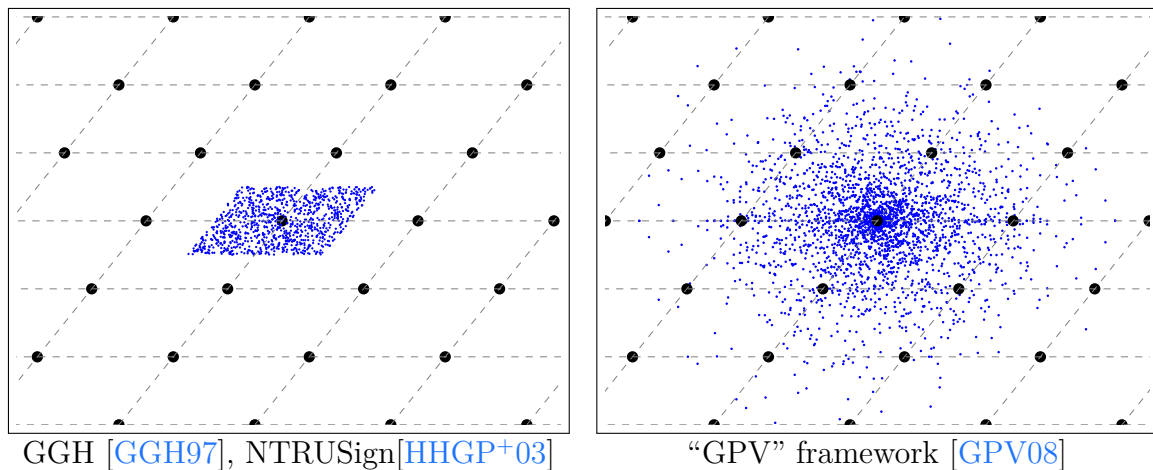 GGH [GGH97], NTRUSign[HHGP+03]
“GPV” framework [GPV08]